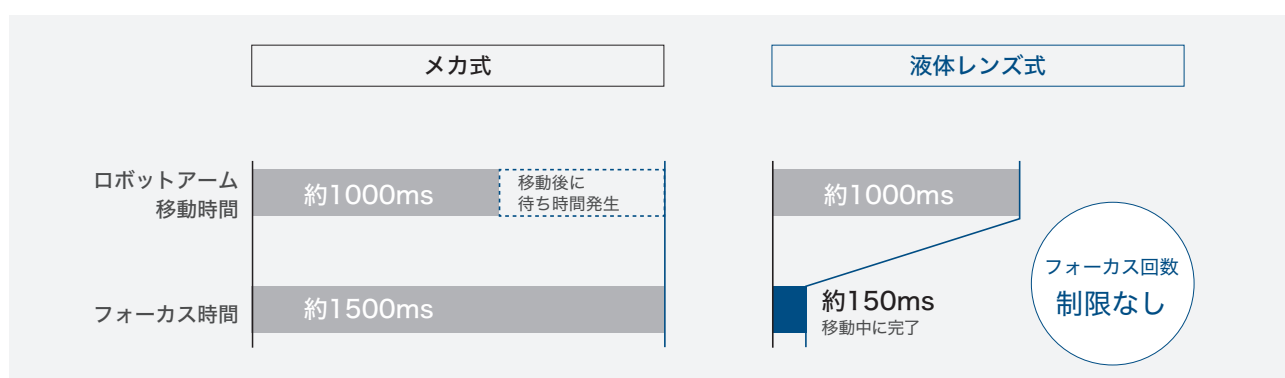 メカ式
液体レンズ式
ロボットアーム
移動時間
約1000ms
移動後に
待ち時間発生
約1000ms
フォーカス時間
約1500ms
約150ms
移動中に完了
フォーカス回数
制限なし